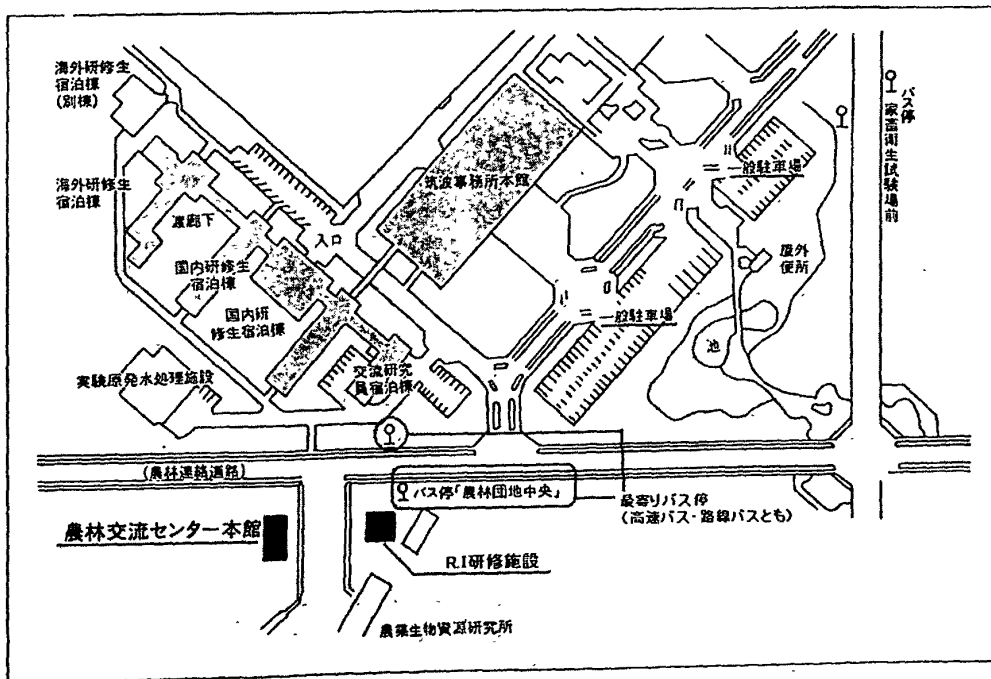 海外研修生
宿泊棟
(別棟)
バス停
家畜衛生試験場前
海外研修生
宿泊棟
筑波事務所本館
一般駐車場
渡廊下
入口
屋外
便所
国内研修生
宿泊棟
国内研
修生宿泊棟
一般駐車場
池
実験原発水処理施設
交流研究
員宿泊棟
(農林連絡道路)
バス停「農林団地中央」
最寄りバス停
(高速バス・路線バスとも)
農林交流センター本館
R.I研修施設
農業生物資源研究所